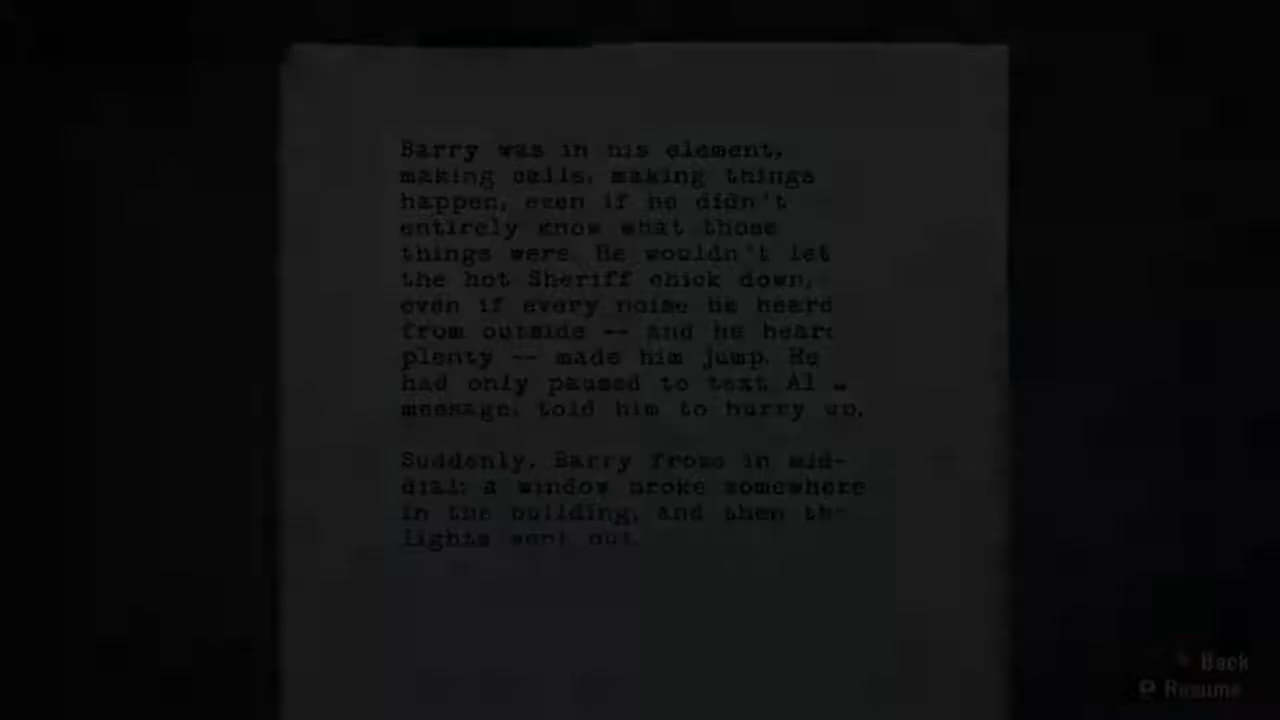 Barry was in his element,
making calls, making things
happen, even if he didn't
entirely know what those
things were. He wouldn't let
the hot Sheriff chick down,
even if every noise he heard
from outside -- and he heard
plenty -- made him jump. He
had only paused to text Al a
message, told him to hurry up.
Suddenly, Barry froze in mid-
dial: a window broke somewhere
in the building, and then the
lights went out.
Back
Resume